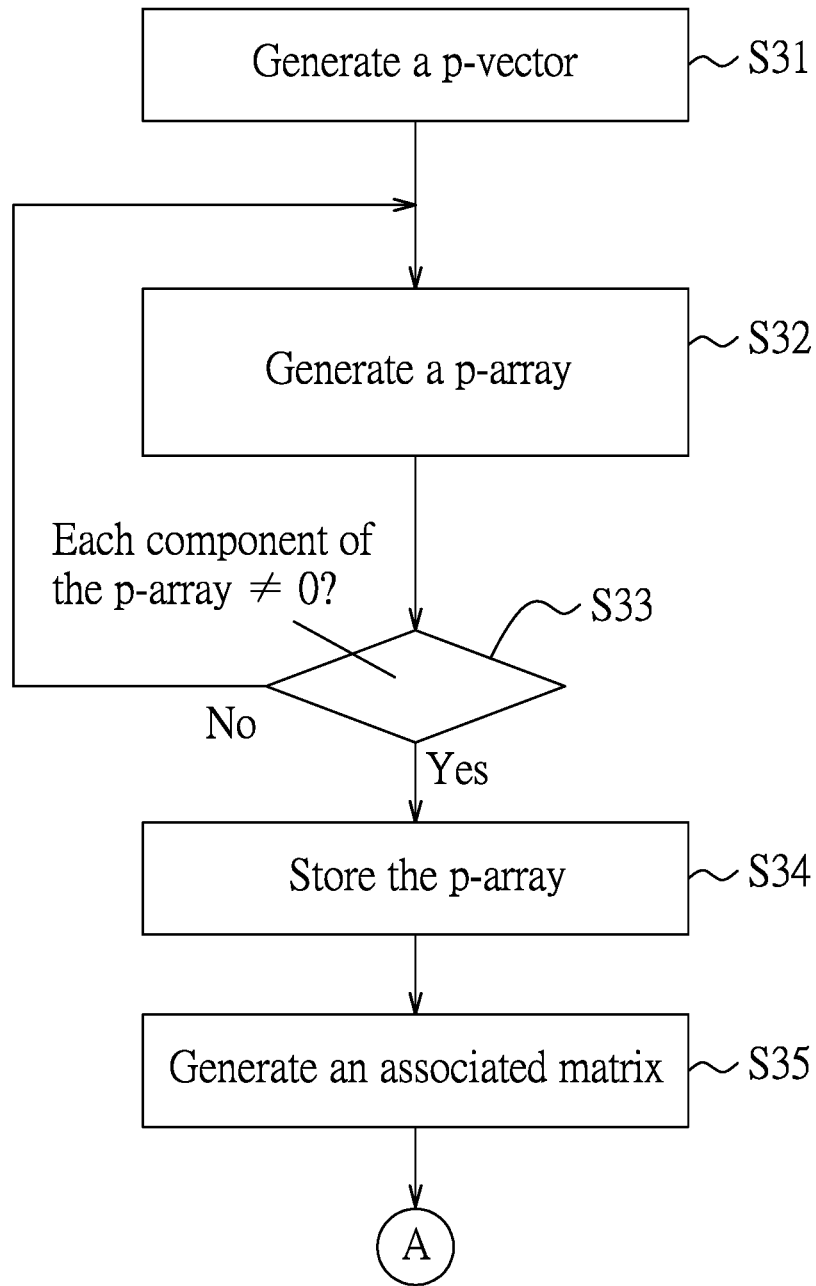 Generate a p-vector
S31
Generate a p-array
S32
Each component of
the p-array ≠ 0?
S33
No
Yes
Store the p-array
S34
Generate an associated matrix
S35
A